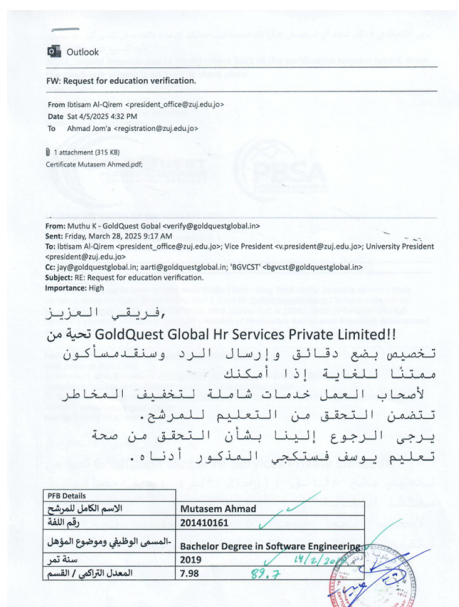 Outlook
FW: Request for education verification.
From Ibtisam Al-Qirem <president_office@zuj.edu.jo>
Date Sat 4/5/2025 4:32 PM
To Ahmad Jom'a <registration@zuj.edu.jo>
1 attachment (315 KB)
Certificate Mutasem Ahmed.pdf;
From: Muthu K - GoldQuest Gobal <verify@goldquestglobal.in>
Sent: Friday, March 28, 2025 9:17 AM
To: Ibtisam Al-Qirem <president_office@zuj.edu.jo>; Vice President <v.president@zuj.edu.jo>; University President
<president@zuj.edu.jo>
Cc: jay@goldquestglobal.in; aarti@goldquestglobal.in; 'BGVCST' <bgvcst@goldquestglobal.in>
Subject: RE: Request for education verification.
Importance: High
فريقي العزيز,
تحية من GoldQuest Global Hr Services Private Limited!!
تخصيص بضع دقائق وإرسال الرد وسنقدمسأكون
ممتنًا للغاية إذا أمكنك
لأصحاب العمل خدمات شاملة لتخفيف المخاطر
تتضمن التحقق من التعليم للمرشح.
يرجى الرجوع إلينا بشأن التحقق من صحة
تعليم يوسف فستكجي المذكور أدناه.
PFB Details
الاسم الكامل للمرشح Mutasem Ahmad
رقم اللفة 201410161
المسمى الوظيفي وموضوع المؤهل- Bachelor Degree in Software Engineering
سنة تمر 2019
المعدل التراكمي / القسم 7.98 89.7